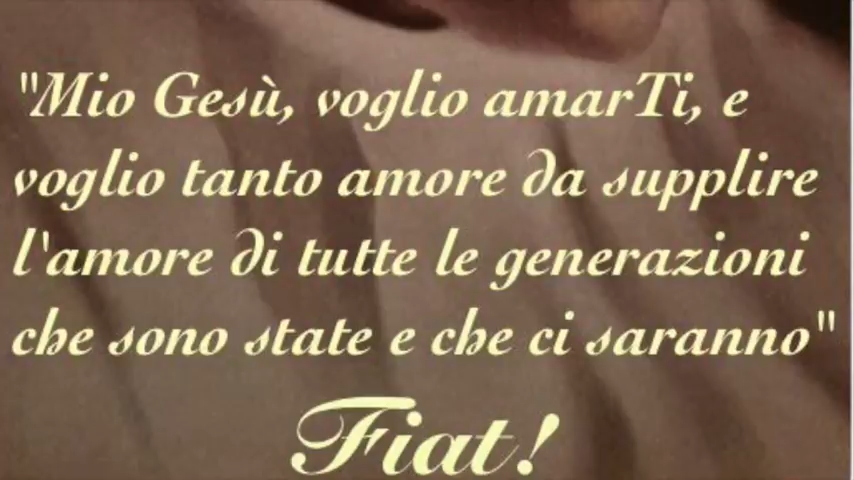 "Mio Gesù, voglio amarTi, e
voglio tanto amore da supplire
l'amore di tutte le generazioni
che sono state e che ci saranno"
Fiat!